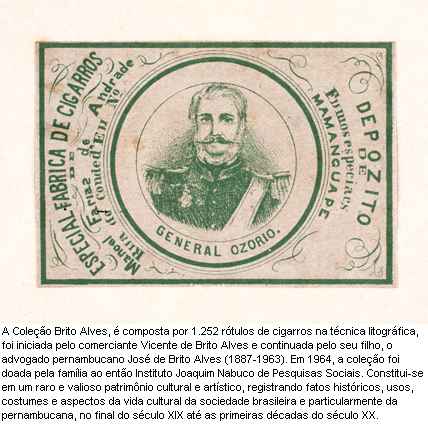 ESPECIAL FABRICA DE CIGARROS
DE
Manoel Farias de Andrade
Rua do Conde d'Eu Nº
GENERAL OZORIO.
DEPOZITO
DE
Fumos especiaes
MAMANGUAPE
A Coleção Brito Alves, é composta por 1.252 rótulos de cigarros na técnica litográfica,
foi iniciada pelo comerciante Vicente de Brito Alves e continuada pelo seu filho, o
advogado pernambucano José de Brito Alves (1887-1963). Em 1964, a coleção foi
doada pela família ao então Instituto Joaquim Nabuco de Pesquisas Sociais. Constitui-se
em um raro e valioso patrimônio cultural e artístico, registrando fatos históricos, usos,
costumes e aspectos da vida cultural da sociedade brasileira e particularmente da
pernambucana, no final do século XIX até as primeiras décadas do século XX.